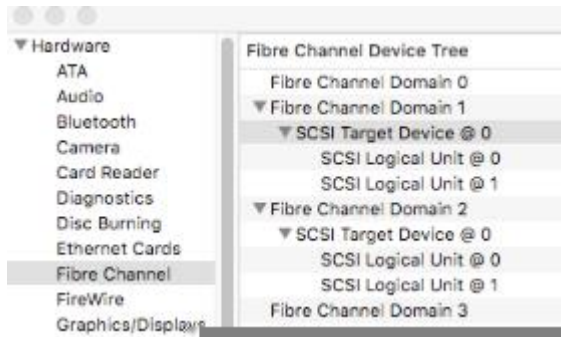 Hardware
ATA
Audio
Bluetooth
Camera
Card Reader
Diagnostics
Disc Burning
Ethernet Cards
Fibre Channel
FireWire
Graphics/Displays
Fibre Channel Device Tree
Fibre Channel Domain 0
Fibre Channel Domain 1
SCSI Target Device @ 0
SCSI Logical Unit @ 0
SCSI Logical Unit @ 1
Fibre Channel Domain 2
SCSI Target Device @ 0
SCSI Logical Unit @ 0
SCSI Logical Unit @ 1
Fibre Channel Domain 3